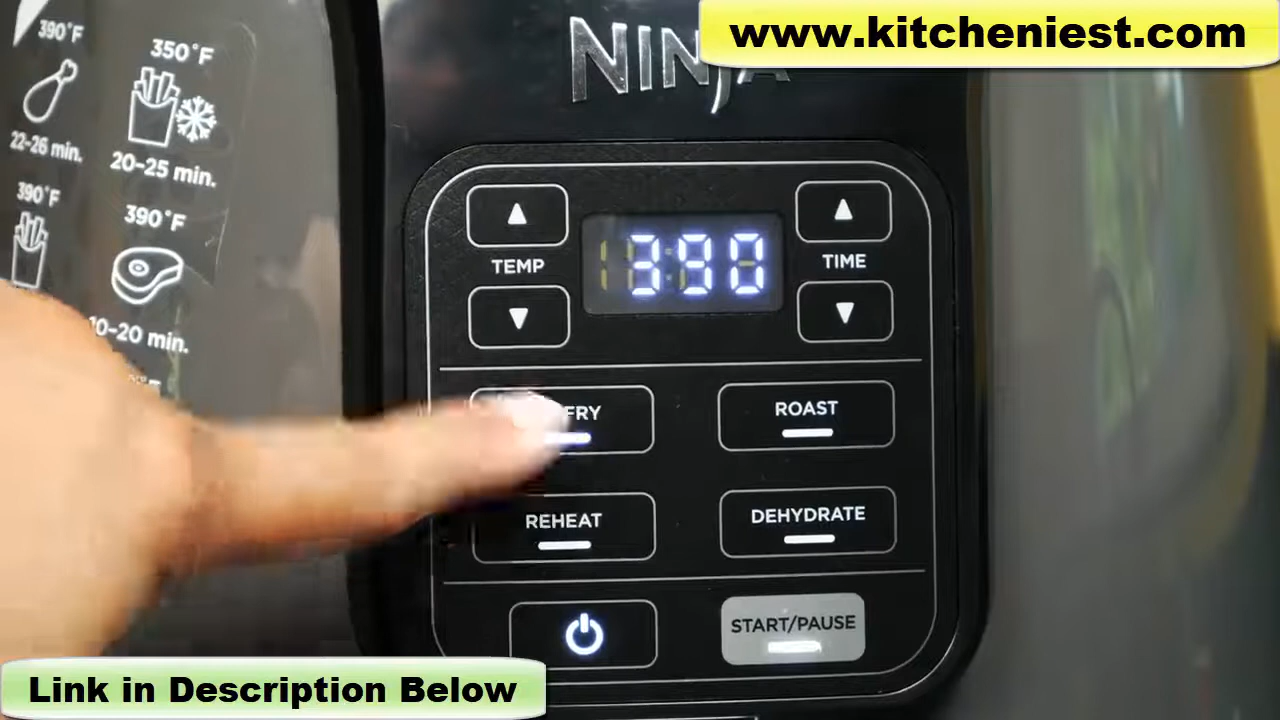 www.kitcheniest.com
NINJA
390°F
350°F
22-26 min.
20-25 min.
390°F
390°F
10-20 min.
TEMP
390
TIME
FRY
ROAST
REHEAT
DEHYDRATE
START/PAUSE
Link in Description Below